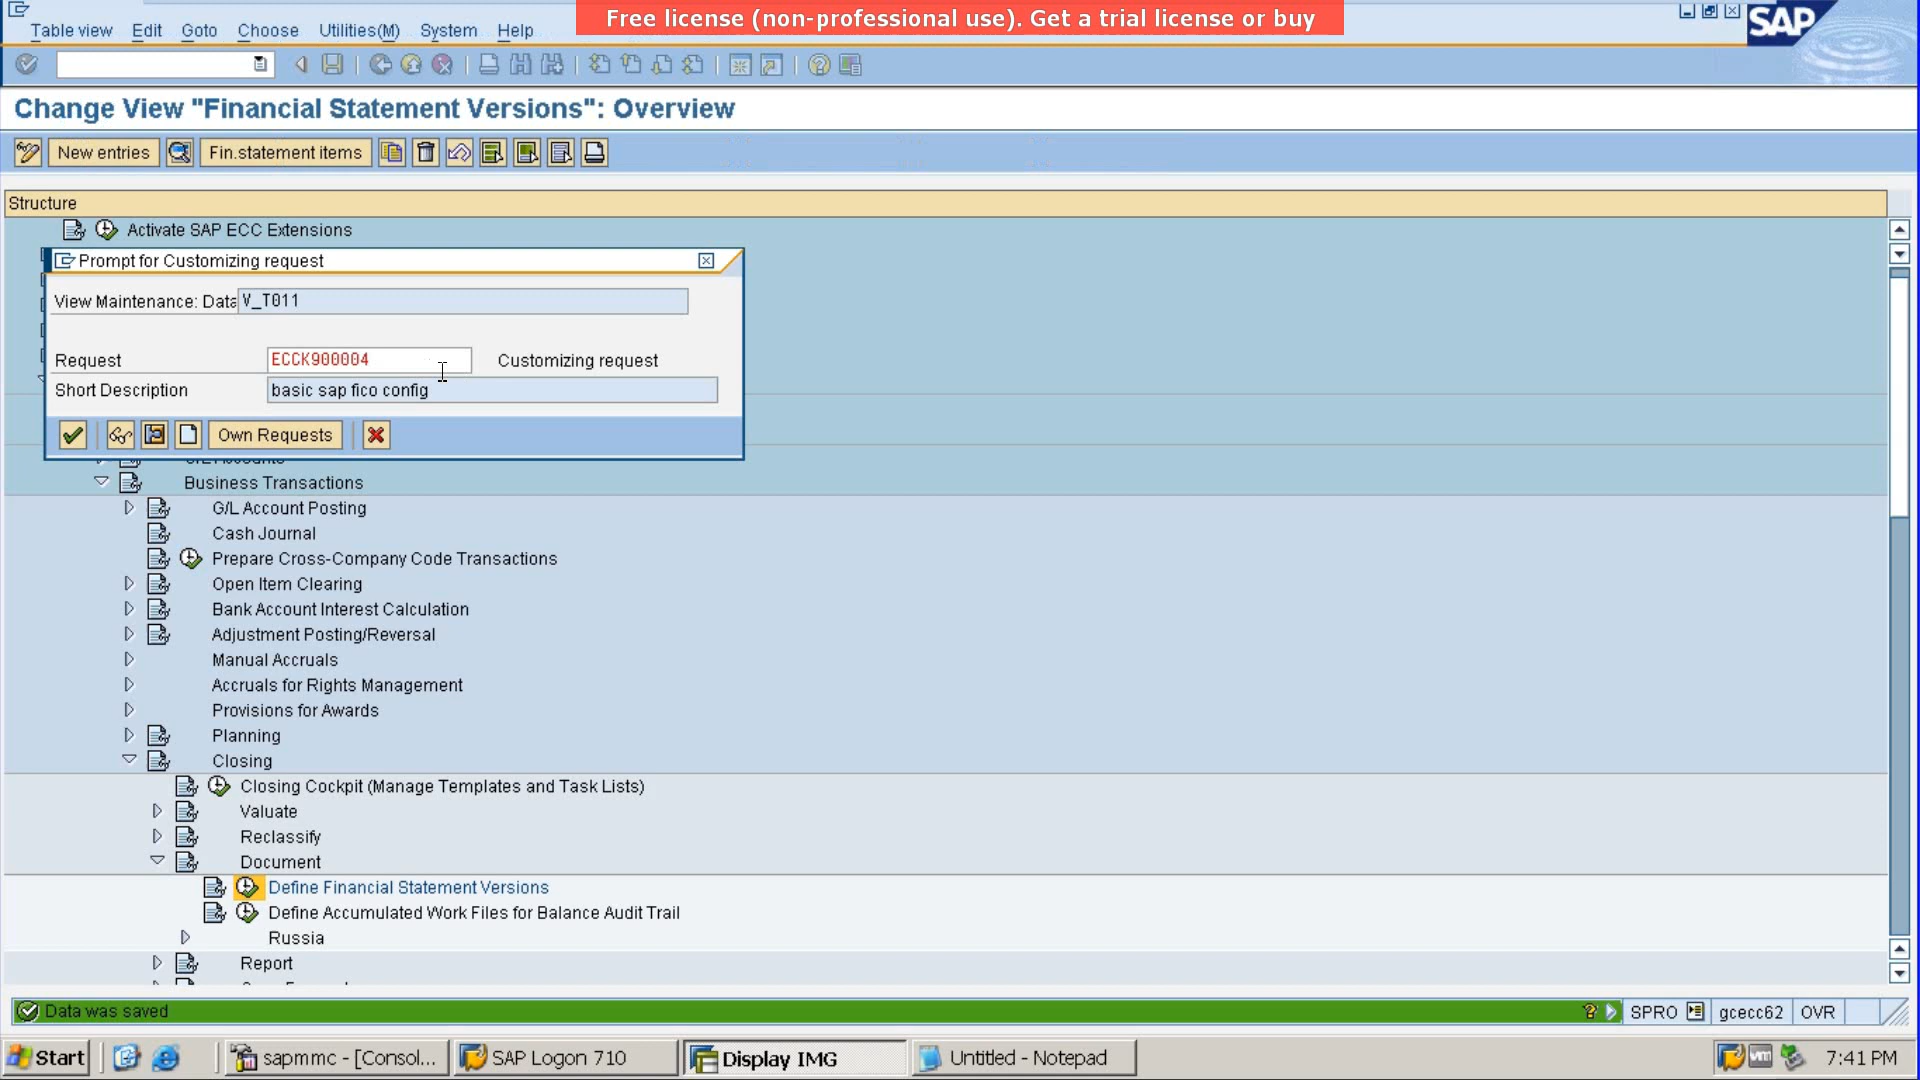 Free license (non-professional use). Get a trial license or buy
Table view Edit Goto Choose Utilities(M) System Help
SAP
Change View "Financial Statement Versions": Overview
New entries Fin.statement items
Structure
Activate SAP ECC Extensions
Prompt for Customizing request
View Maintenance: Data V_T011
Request ECCK900004 Customizing request
Short Description basic sap fico config
Own Requests
Business Transactions
G/L Account Posting
Cash Journal
Prepare Cross-Company Code Transactions
Open Item Clearing
Bank Account Interest Calculation
Adjustment Posting/Reversal
Manual Accruals
Accruals for Rights Management
Provisions for Awards
Planning
Closing
Closing Cockpit (Manage Templates and Task Lists)
Valuate
Reclassify
Document
Define Financial Statement Versions
Define Accumulated Work Files for Balance Audit Trail
Russia
Report
Data was saved SPRO gcecc62 OVR
Start sapmmc - [Consol... SAP Logon 710 Display IMG Untitled - Notepad 7:41 PM